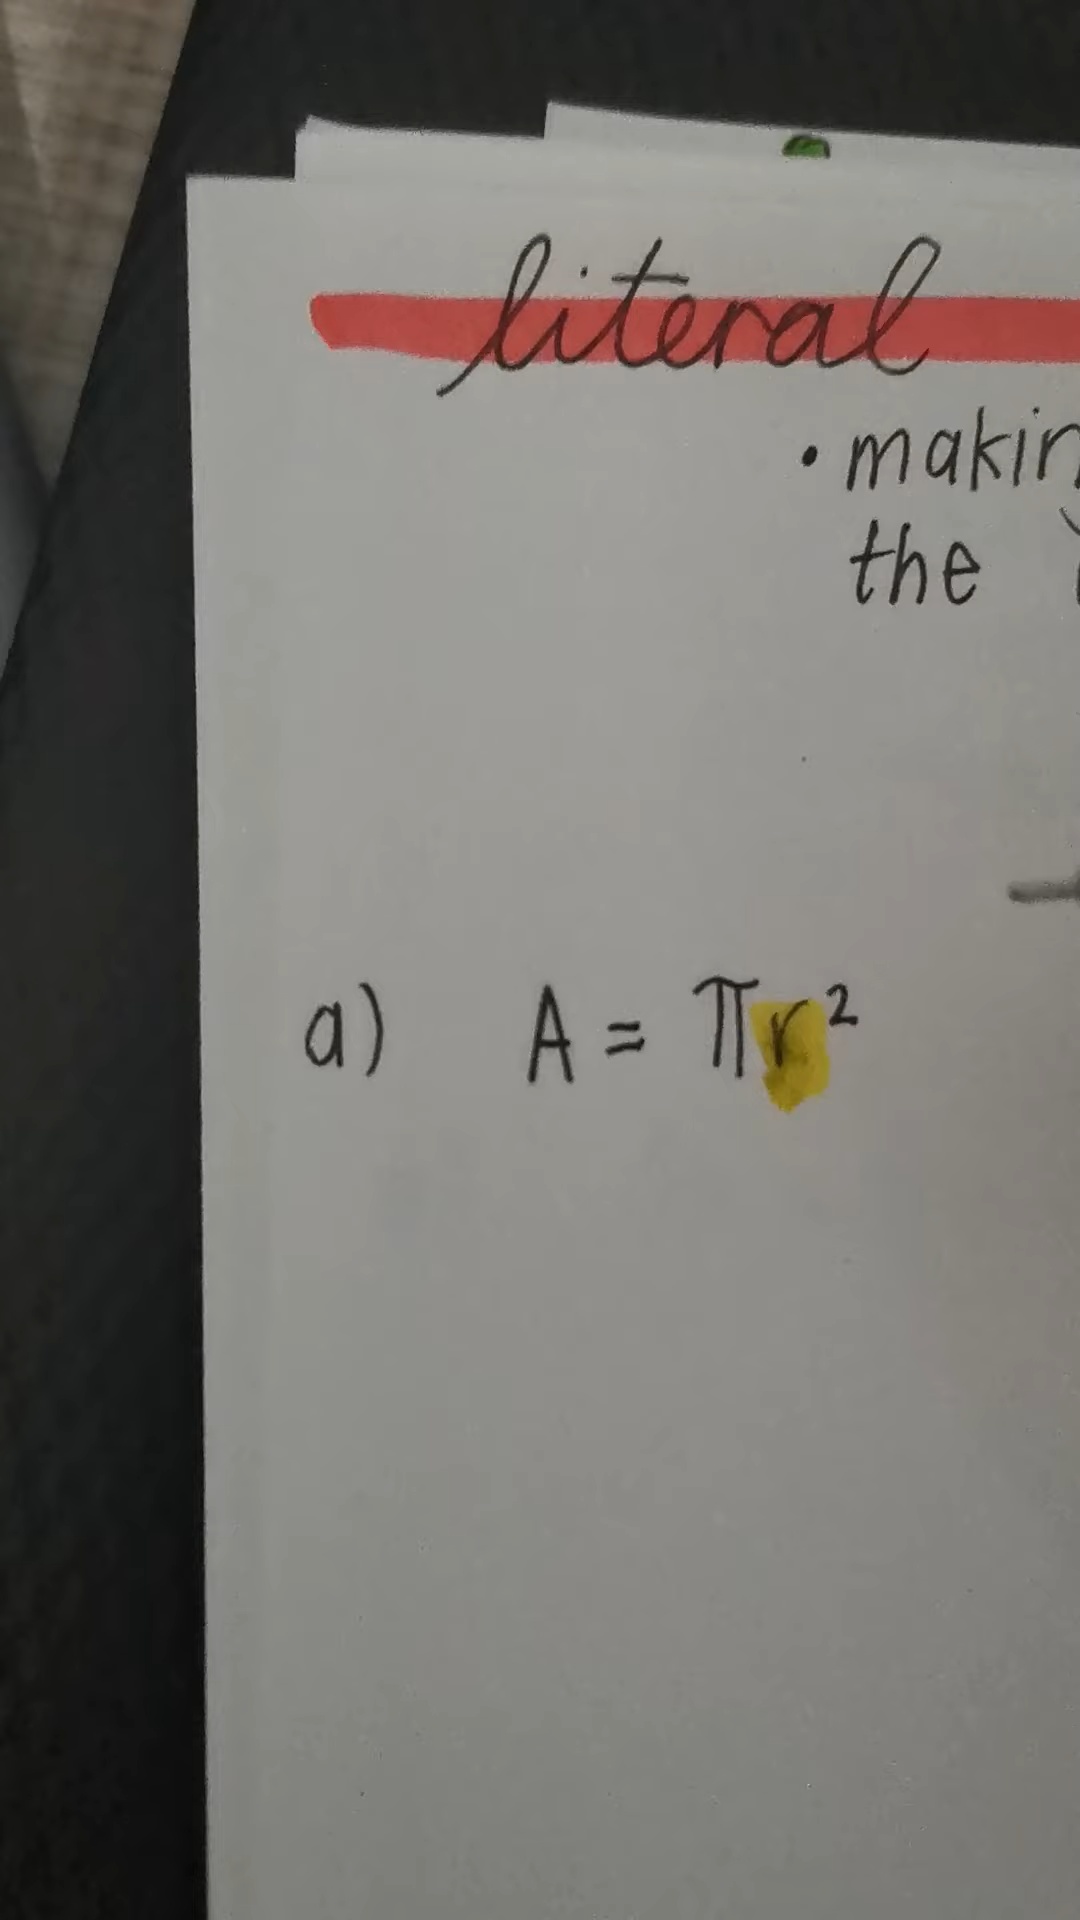 literal
• makin
the
a) A = πr²